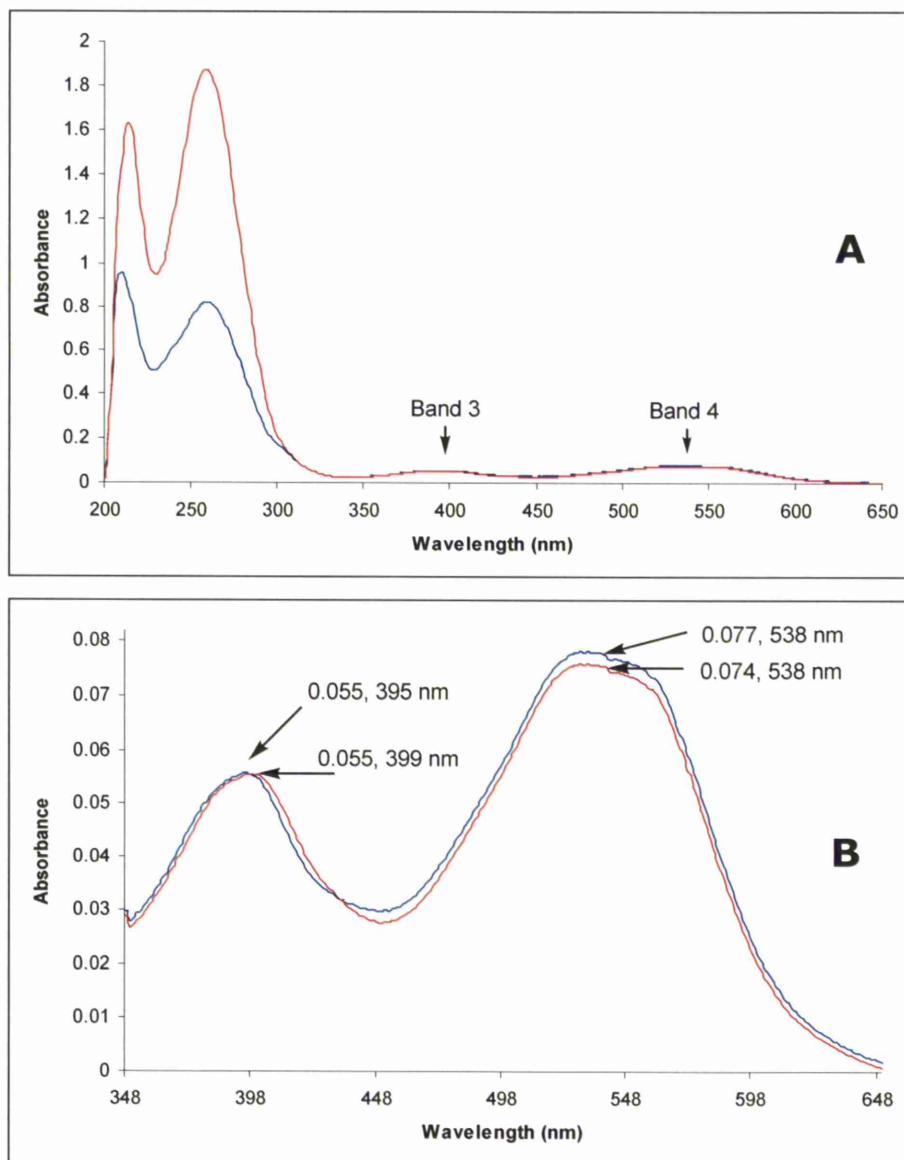 2
1.8
1.6
1.4
1.2
1
0.8
0.6
0.4
0.2
0
Absorbance
A
Band 3
Band 4
200 250 300 350 400 450 500 550 600 650
Wavelength (nm)
0.08
0.07
0.06
0.05
0.04
0.03
0.02
0.01
0
Absorbance
0.077, 538 nm
0.074, 538 nm
0.055, 395 nm
0.055, 399 nm
B
348 398 448 498 548 598 648
Wavelength (nm)